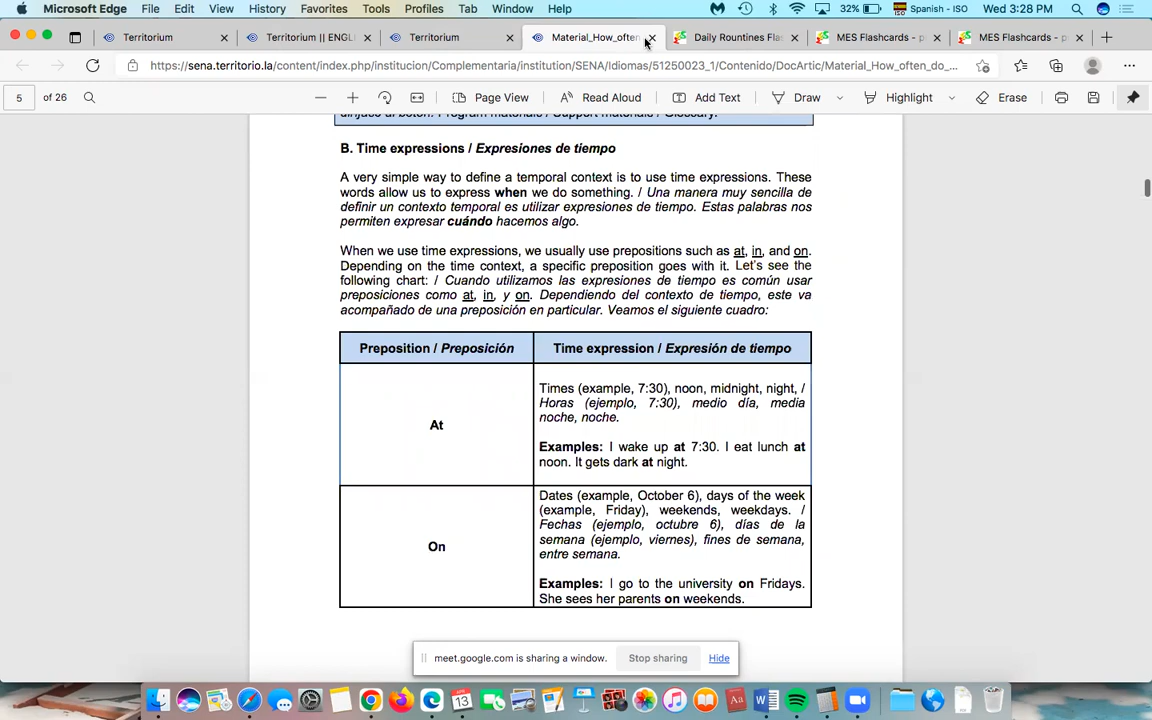 Microsoft Edge File Edit View History Favorites Tools Tab Window Help 32% Spanish - ISO Wed 3:28 PM
Territorium Territorium || ENGL Territorium Material_How_often Daily Rountines Fla MES Flashcards - p MES Flashcards - p
https://sena.territorio.la/content/index.php/institucion/Complementaria/institution/SENA/Idiomas/51250023_1/Contenido/DocArtic/Material_How_often_do_...
5 of 26 Page View Read Aloud Add Text Draw Highlight Erase
diríjase al botón: Program materials / Support materials / Glossary.
B. Time expressions / Expresiones de tiempo
A very simple way to define a temporal context is to use time expressions. These
words allow us to express when we do something. / Una manera muy sencilla de
definir un contexto temporal es utilizar expresiones de tiempo. Estas palabras nos
permiten expresar cuándo hacemos algo.
When we use time expressions, we usually use prepositions such as at, in, and on.
Depending on the time context, a specific preposition goes with it. Let's see the
following chart: / Cuando utilizamos las expresiones de tiempo es común usar
preposiciones como at, in, y on. Dependiendo del contexto de tiempo, este va
acompañado de una preposición en particular. Veamos el siguiente cuadro:
Preposition / Preposición
Time expression / Expresión de tiempo
At
Times (example, 7:30), noon, midnight, night, /
Horas (ejemplo, 7:30), medio día, media
noche, noche.
Examples: I wake up at 7:30. I eat lunch at
noon. It gets dark at night.
On
Dates (example, October 6), days of the week
(example, Friday), weekends, weekdays. /
Fechas (ejemplo, octubre 6), días de la
semana (ejemplo, viernes), fines de semana,
entre semana.
Examples: I go to the university on Fridays.
She sees her parents on weekends.
meet.google.com is sharing a window. Stop sharing Hide